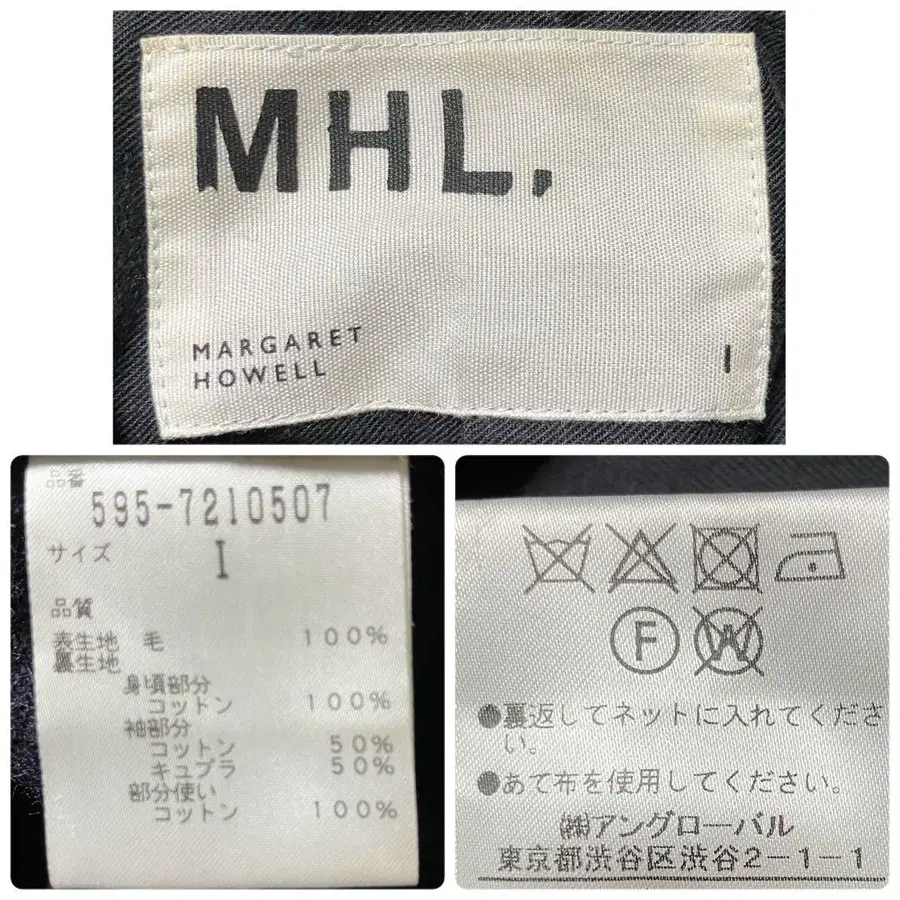 MHL.
MARGARET
HOWELL
I
品番
595-7210507
サイズ
I
品質
表生地 毛 100%
裏生地
身頃部分
コットン 100%
袖部分
コットン 50%
キュプラ 50%
部分使い
コットン 100%
F W
●裏返してネットに入れてくださ
い。
●あて布を使用してください。
㈱アングローバル
東京都渋谷区渋谷2-1-1